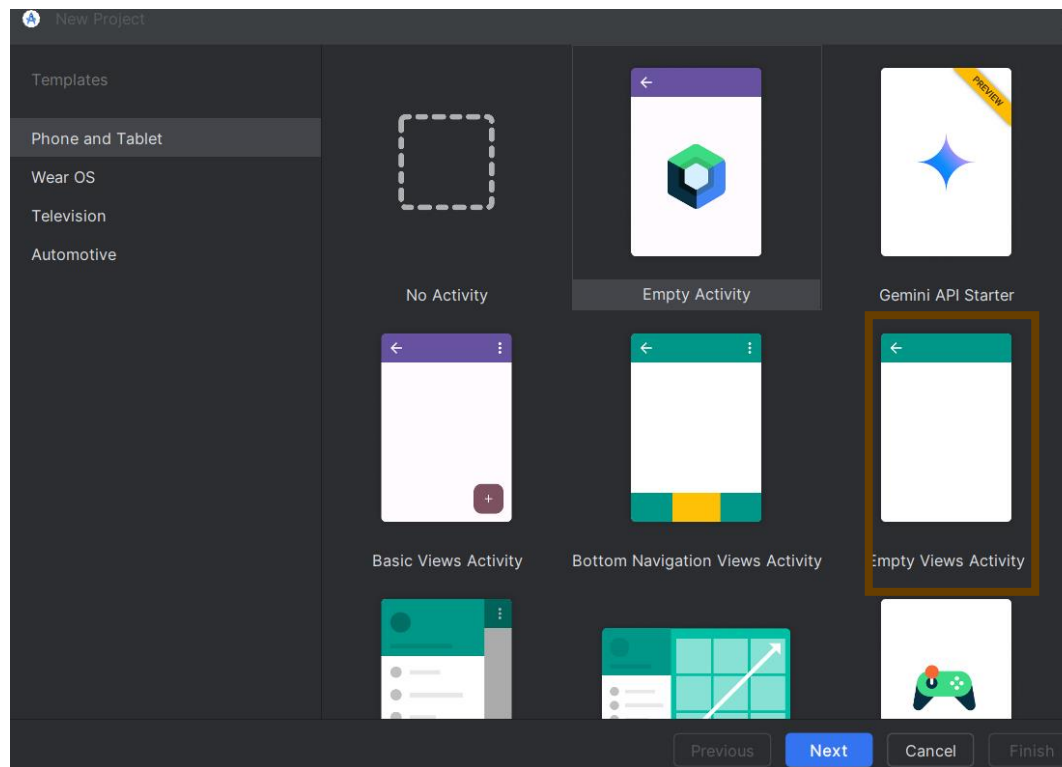 New Project
Templates
Phone and Tablet
Wear OS
Television
Automotive
PREVIEW
No Activity
Empty Activity
Gemini API Starter
Basic Views Activity
Bottom Navigation Views Activity
Empty Views Activity
Previous
Next
Cancel
Finish